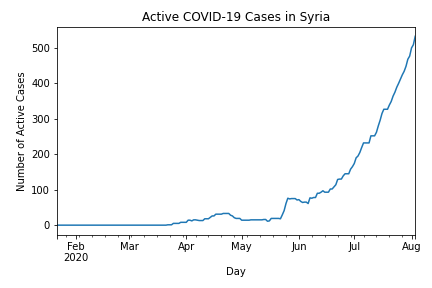 Active COVID-19 Cases in Syria
Number of Active Cases
500
400
300
200
100
0
Feb Mar Apr May Jun Jul Aug
2020
Day